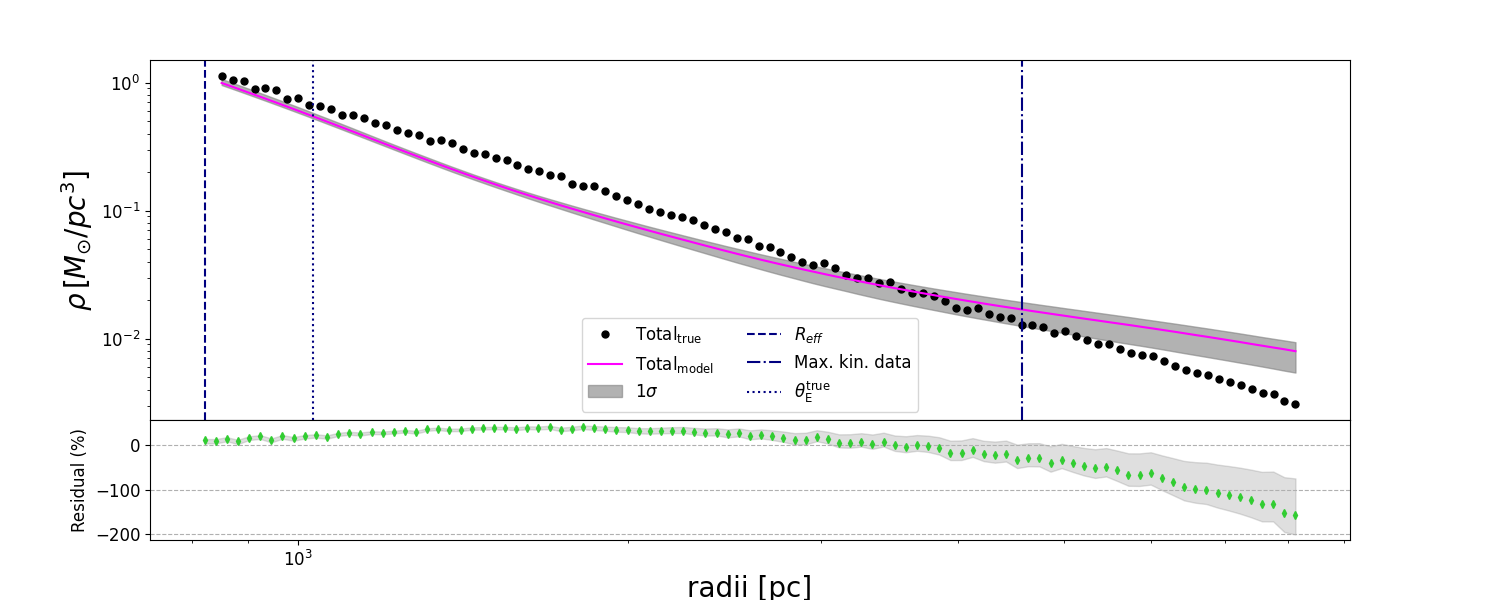 10⁰
10⁻¹
10⁻²
ρ [M⊙/pc³]
Total_true
Total_model
1σ
R_eff
Max. kin. data
θ_E^true
0
−100
−200
Residual (%)
10³
radii [pc]